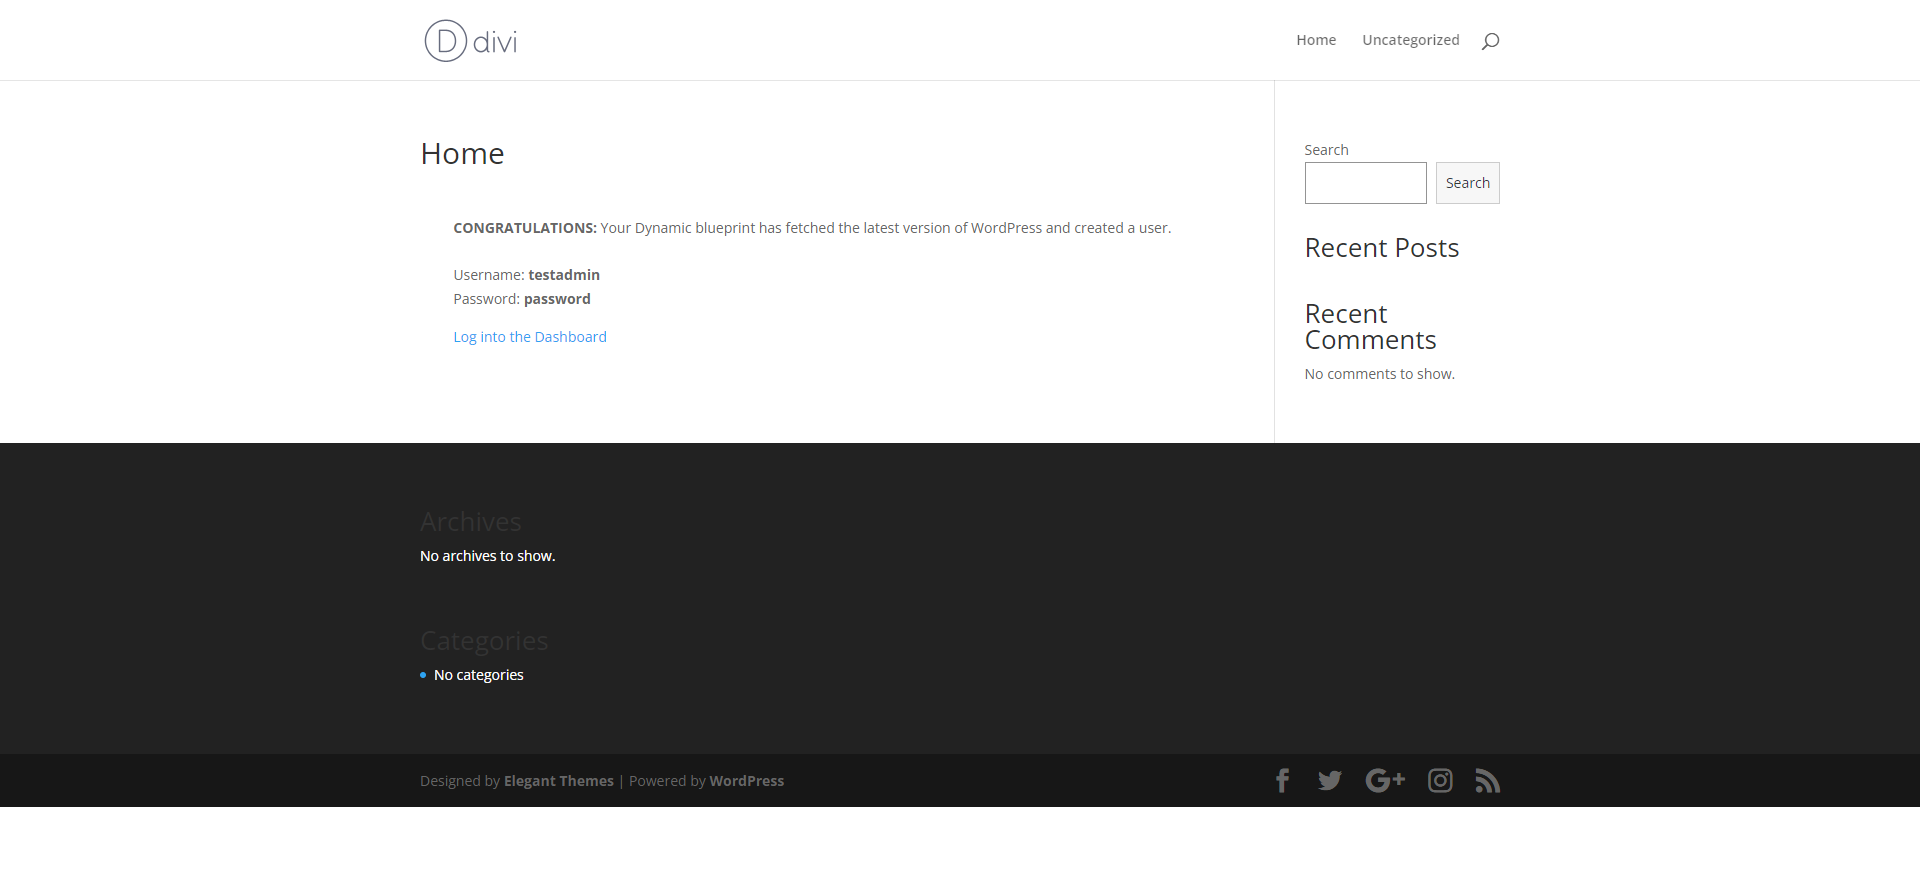 D divi
Home
Uncategorized
Home
CONGRATULATIONS: Your Dynamic blueprint has fetched the latest version of WordPress and created a user.
Username: testadmin
Password: password
Log into the Dashboard
Search
Search
Recent Posts
Recent
Comments
No comments to show.
Archives
No archives to show.
Categories
No categories
Designed by Elegant Themes | Powered by WordPress
G+